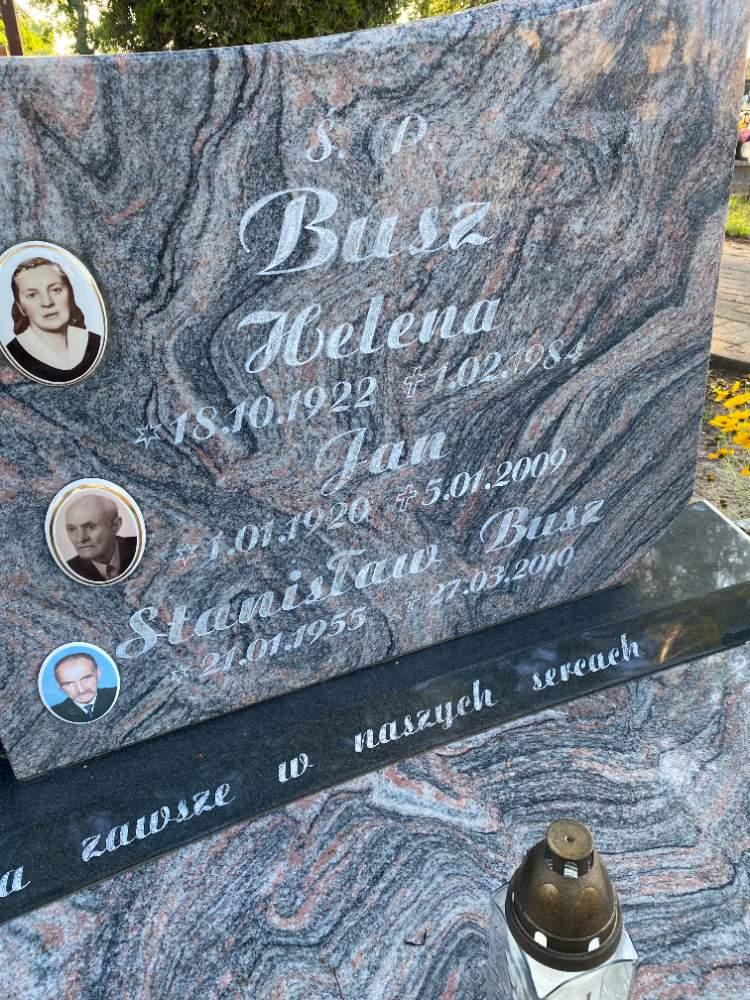 Ś. P.
Busz
Helena
18.10.1922 1.02.1984
Jan
1.01.1920 5.01.2009
Stanisław Busz
21.01.1955 27.03.2010
a zawsze w naszych sercach